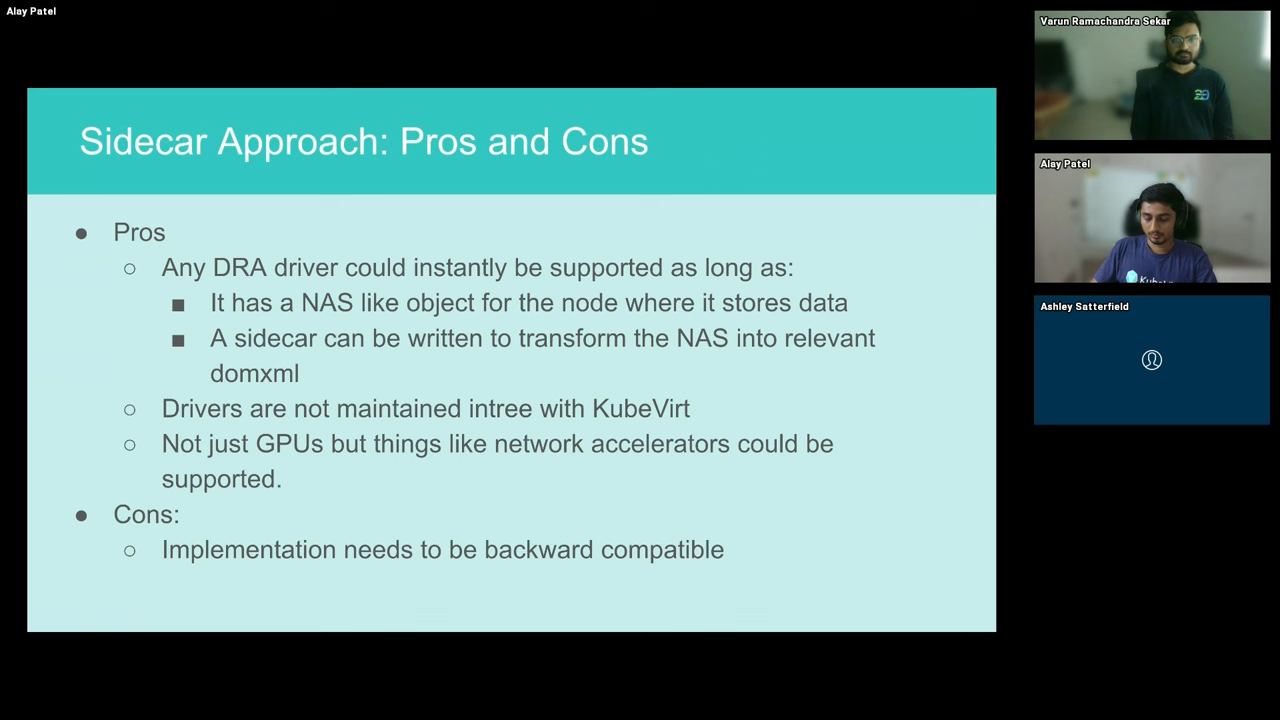 Alay Patel
Sidecar Approach: Pros and Cons
● Pros
○ Any DRA driver could instantly be supported as long as:
■ It has a NAS like object for the node where it stores data
■ A sidecar can be written to transform the NAS into relevant
domxml
○ Drivers are not maintained intree with KubeVirt
○ Not just GPUs but things like network accelerators could be
supported.
● Cons:
○ Implementation needs to be backward compatible
Varun Ramachandra Sekar
Alay Patel
Ashley Satterfield